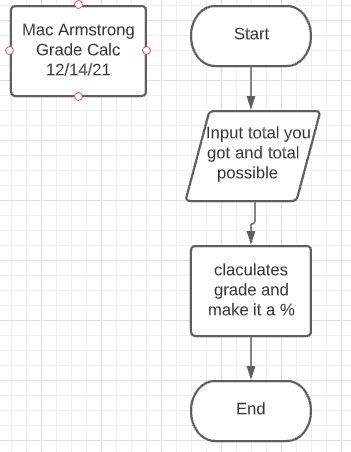 Mac Armstrong
Grade Calc
12/14/21
Start
Input total you
got and total
possible
claculates
grade and
make it a %
End